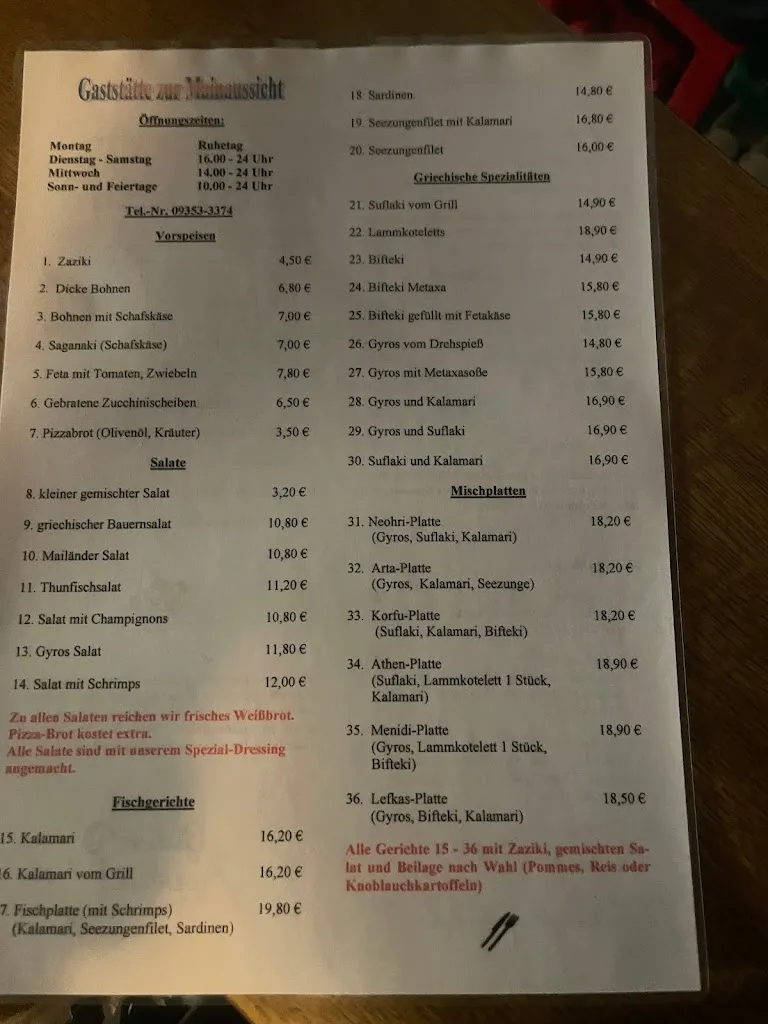 Gaststätte zur Mainaussicht
Öffnungszeiten:
Montag Ruhetag
Dienstag - Samstag 16.00 - 24 Uhr
Mittwoch 14.00 - 24 Uhr
Sonn- und Feiertage 10.00 - 24 Uhr
Tel.-Nr. 09353-3374
Vorspeisen
1. Zaziki 4,50 €
2. Dicke Bohnen 6,80 €
3. Bohnen mit Schafskäse 7,00 €
4. Saganaki (Schafskäse) 7,00 €
5. Feta mit Tomaten, Zwiebeln 7,80 €
6. Gebratene Zucchinischeiben 6,50 €
7. Pizzabrot (Olivenöl, Kräuter) 3,50 €
Salate
8. kleiner gemischter Salat 3,20 €
9. griechischer Bauernsalat 10,80 €
10. Mailänder Salat 10,80 €
11. Thunfischsalat 11,20 €
12. Salat mit Champignons 10,80 €
13. Gyros Salat 11,80 €
14. Salat mit Schrimps 12,00 €
Zu allen Salaten reichen wir frisches Weißbrot.
Pizza-Brot kostet extra.
Alle Salate sind mit unserem Spezial-Dressing
angemacht.
Fischgerichte
15. Kalamari 16,20 €
6. Kalamari vom Grill 16,20 €
7. Fischplatte (mit Schrimps) 19,80 €
(Kalamari, Seezungenfilet, Sardinen)
18. Sardinen 14,80 €
19. Seezungenfilet mit Kalamari 16,80 €
20. Seezungenfilet 16,00 €
Griechische Spezialitäten
21. Suflaki vom Grill 14,90 €
22. Lammkoteletts 18,90 €
23. Bifteki 14,90 €
24. Bifteki Metaxa 15,80 €
25. Bifteki gefüllt mit Fetakäse 15,80 €
26. Gyros vom Drehspieß 14,80 €
27. Gyros mit Metaxasoße 15,80 €
28. Gyros und Kalamari 16,90 €
29. Gyros und Suflaki 16,90 €
30. Suflaki und Kalamari 16,90 €
Mischplatten
31. Neohri-Platte 18,20 €
(Gyros, Suflaki, Kalamari)
32. Arta-Platte 18,20 €
(Gyros, Kalamari, Seezunge)
33. Korfu-Platte 18,20 €
(Suflaki, Kalamari, Bifteki)
34. Athen-Platte 18,90 €
(Suflaki, Lammkotelett 1 Stück,
Kalamari)
35. Menidi-Platte 18,90 €
(Gyros, Lammkotelett 1 Stück,
Bifteki)
36. Lefkas-Platte 18,50 €
(Gyros, Bifteki, Kalamari)
Alle Gerichte 15 - 36 mit Zaziki, gemischten Sa-
lat und Beilage nach Wahl (Pommes, Reis oder
Knoblauchkartoffeln)